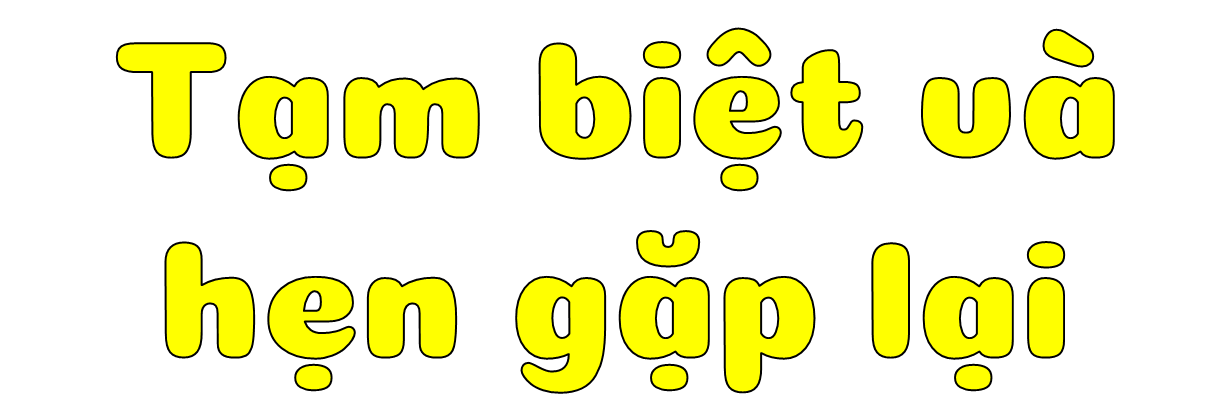 Tạm biệt và
hẹn gặp lại